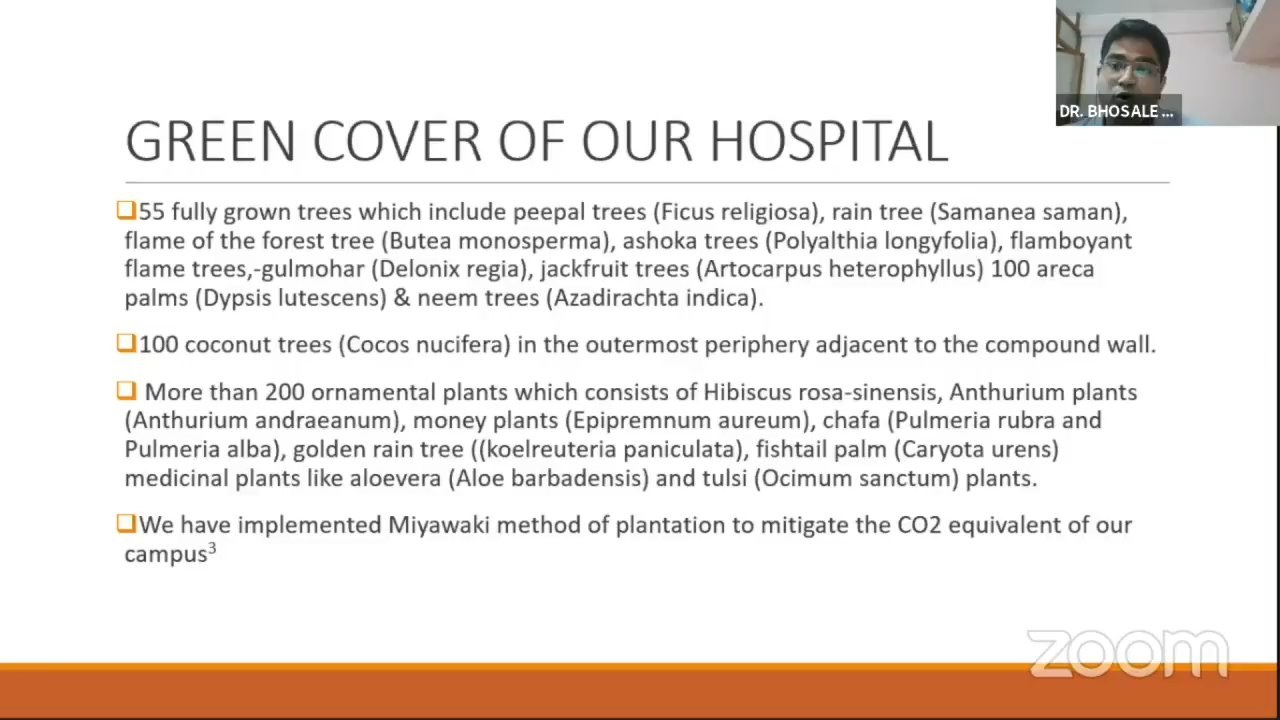 DR. BHOSALE ...
GREEN COVER OF OUR HOSPITAL
55 fully grown trees which include peepal trees (Ficus religiosa), rain tree (Samanea saman),
flame of the forest tree (Butea monosperma), ashoka trees (Polyalthia longyfolia), flamboyant
flame trees,-gulmohar (Delonix regia), jackfruit trees (Artocarpus heterophyllus) 100 areca
palms (Dypsis lutescens) & neem trees (Azadirachta indica).
100 coconut trees (Cocos nucifera) in the outermost periphery adjacent to the compound wall.
More than 200 ornamental plants which consists of Hibiscus rosa-sinensis, Anthurium plants
(Anthurium andraeanum), money plants (Epipremnum aureum), chafa (Pulmeria rubra and
Pulmeria alba), golden rain tree ((koelreuteria paniculata), fishtail palm (Caryota urens)
medicinal plants like aloevera (Aloe barbadensis) and tulsi (Ocimum sanctum) plants.
We have implemented Miyawaki method of plantation to mitigate the CO2 equivalent of our
campus³
zoom